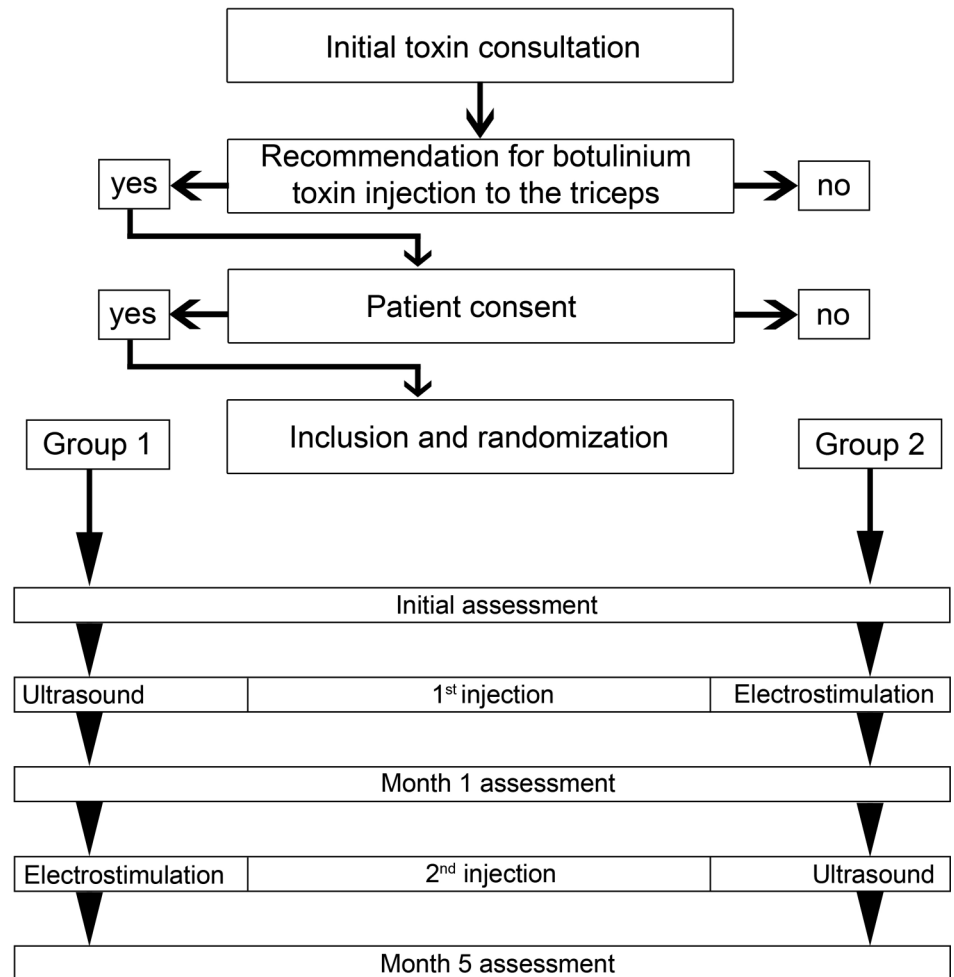 Initial toxin consultation
Recommendation for botulinium
toxin injection to the triceps
yes
no
Patient consent
yes
no
Inclusion and randomization
Group 1
Group 2
Initial assessment
Ultrasound
1st injection
Electrostimulation
Month 1 assessment
Electrostimulation
2nd injection
Ultrasound
Month 5 assessment